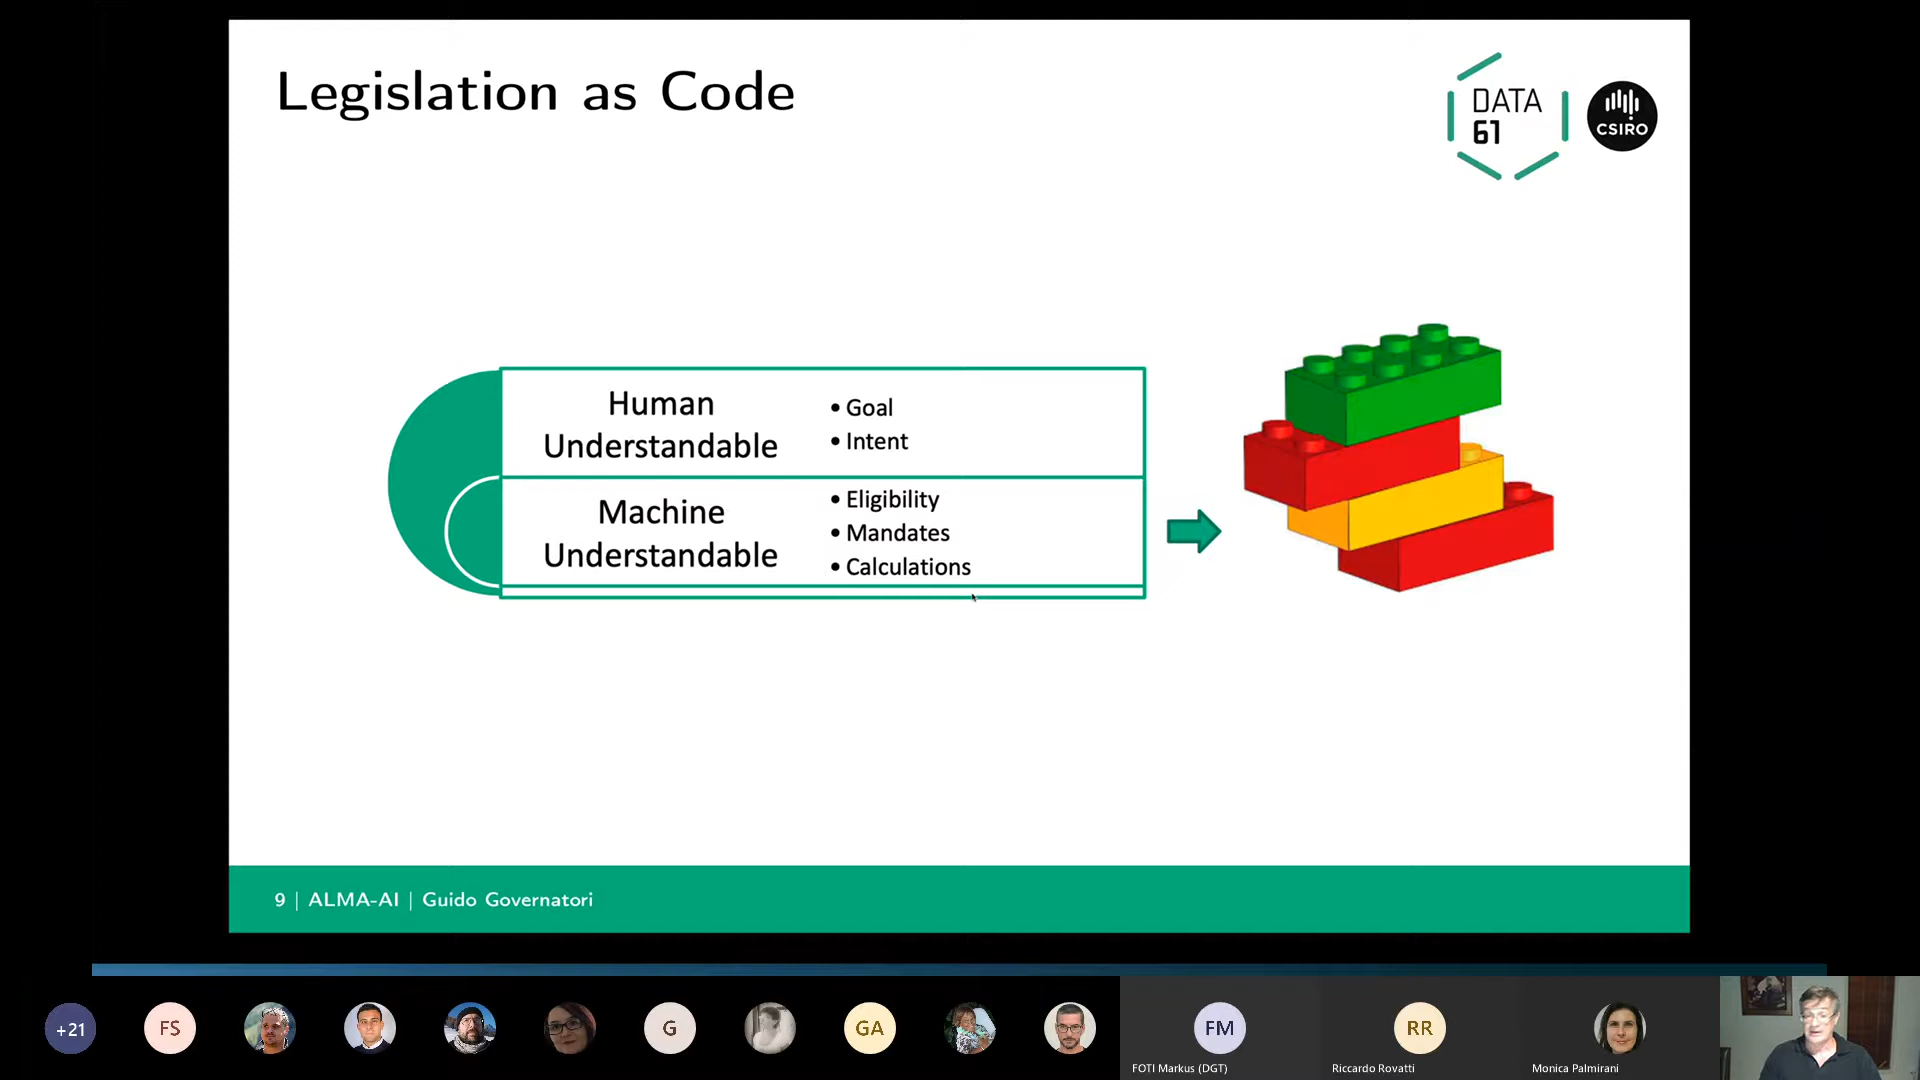 Legislation as Code
DATA
61
CSIRO
Human
Understandable
• Goal
• Intent
Machine
Understandable
• Eligibility
• Mandates
• Calculations
9 | ALMA-AI | Guido Governatori
+21
FS
G
GA
FM
RR
FOTI Markus (DGT)
Riccardo Rovatti
Monica Palmirani